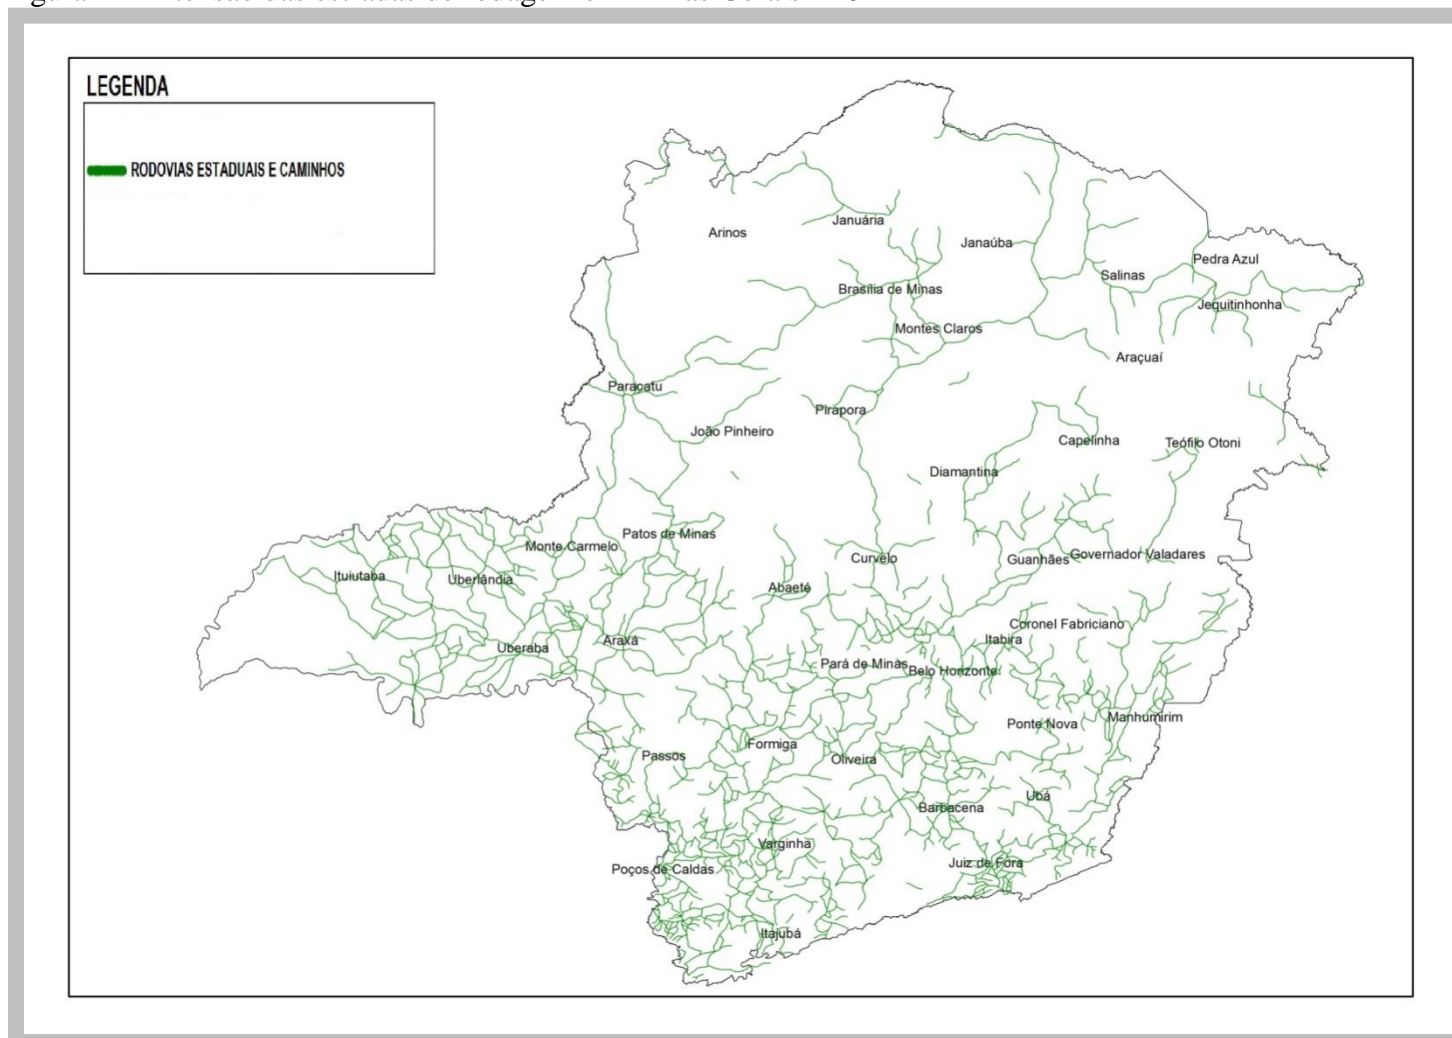 LEGENDA
RODOVIAS ESTADUAIS E CAMINHOS
Januária
Arinos
Janaúba
Pedra Azul
Salinas
Brasília de Minas
Jequitinhonha
Montes Claros
Araçuaí
Paracatu
Pirapora
João Pinheiro
Capelinha
Teófilo Otoni
Diamantina
Patos de Minas
Monte Carmelo
Curvelo
Guanhães
Governador Valadares
Ituiutaba
Uberlândia
Abaeté
Coronel Fabriciano
Itabira
Araxá
Uberaba
Pará de Minas
Belo Horizonte
Manhumirim
Ponte Nova
Formiga
Passos
Oliveira
Ubá
Barbacena
Varginha
Juiz de Fora
Poços de Caldas
Itajubá